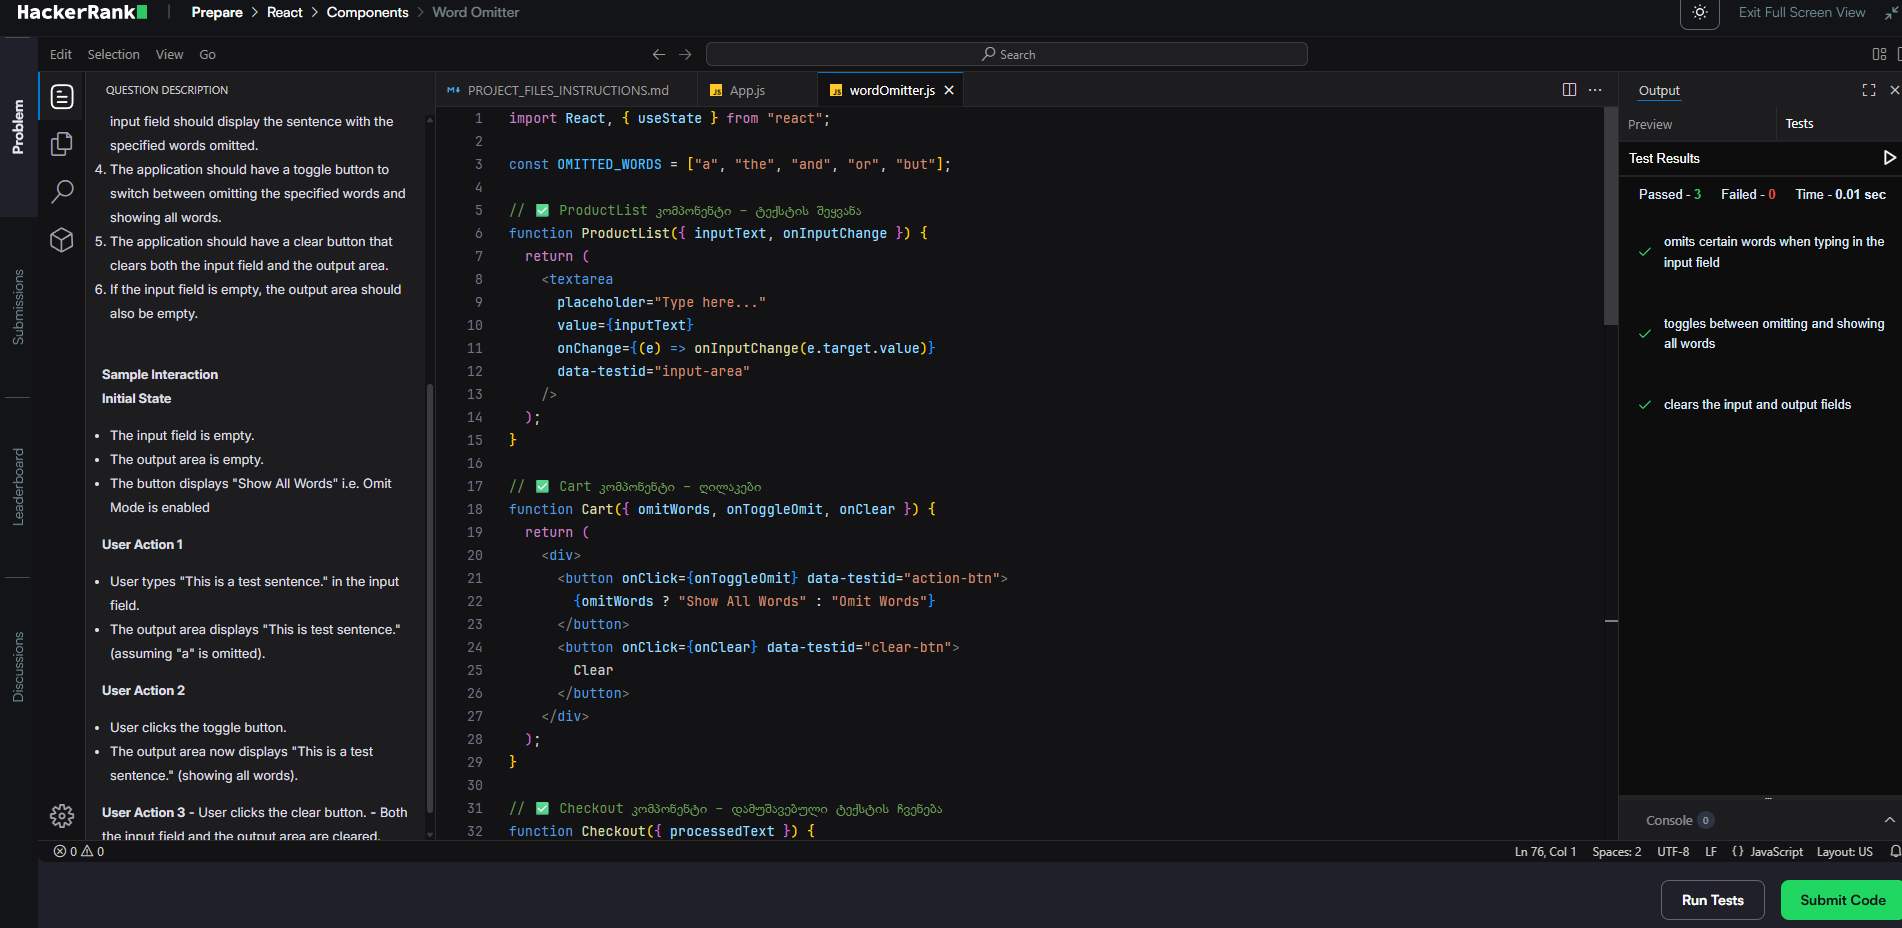 HackerRank
Prepare > React > Components > Word Omitter
Exit Full Screen View
Edit Selection View Go
Search
Problem
Submissions
Leaderboard
Discussions
QUESTION DESCRIPTION
input field should display the sentence with the
specified words omitted.
4. The application should have a toggle button to
switch between omitting the specified words and
showing all words.
5. The application should have a clear button that
clears both the input field and the output area.
6. If the input field is empty, the output area should
also be empty.
Sample Interaction
Initial State
• The input field is empty.
• The output area is empty.
• The button displays "Show All Words" i.e. Omit
Mode is enabled
User Action 1
• User types "This is a test sentence." in the input
field.
• The output area displays "This is test sentence."
(assuming "a" is omitted).
User Action 2
• User clicks the toggle button.
• The output area now displays "This is a test
sentence." (showing all words).
User Action 3 - User clicks the clear button. - Both
the input field and the output area are cleared.
PROJECT_FILES_INSTRUCTIONS.md
JS App.js
JS wordOmitter.js
1 import React, { useState } from "react";
2
3 const OMITTED_WORDS = ["a", "the", "and", "or", "but"];
4
5 // ✅ ProductList კომპონენტი – ტექსტის შეყვანა
6 function ProductList({ inputText, onInputChange }) {
7 return (
8 <textarea
9 placeholder="Type here..."
10 value={inputText}
11 onChange={(e) => onInputChange(e.target.value)}
12 data-testid="input-area"
13 />
14 );
15 }
16
17 // ✅ Cart კომპონენტი – ღილაკები
18 function Cart({ omitWords, onToggleOmit, onClear }) {
19 return (
20 <div>
21 <button onClick={onToggleOmit} data-testid="action-btn">
22 {omitWords ? "Show All Words" : "Omit Words"}
23 </button>
24 <button onClick={onClear} data-testid="clear-btn">
25 Clear
26 </button>
27 </div>
28 );
29 }
30
31 // ✅ Checkout კომპონენტი – დამუშავებული ტექსტის ჩვენება
32 function Checkout({ processedText }) {
Output
Preview
Tests
Test Results
Passed - 3 Failed - 0 Time - 0.01 sec
omits certain words when typing in the
input field
toggles between omitting and showing
all words
clears the input and output fields
Console 0
0 0
Ln 76, Col 1 Spaces: 2 UTF-8 LF {} JavaScript Layout: US
Run Tests
Submit Code